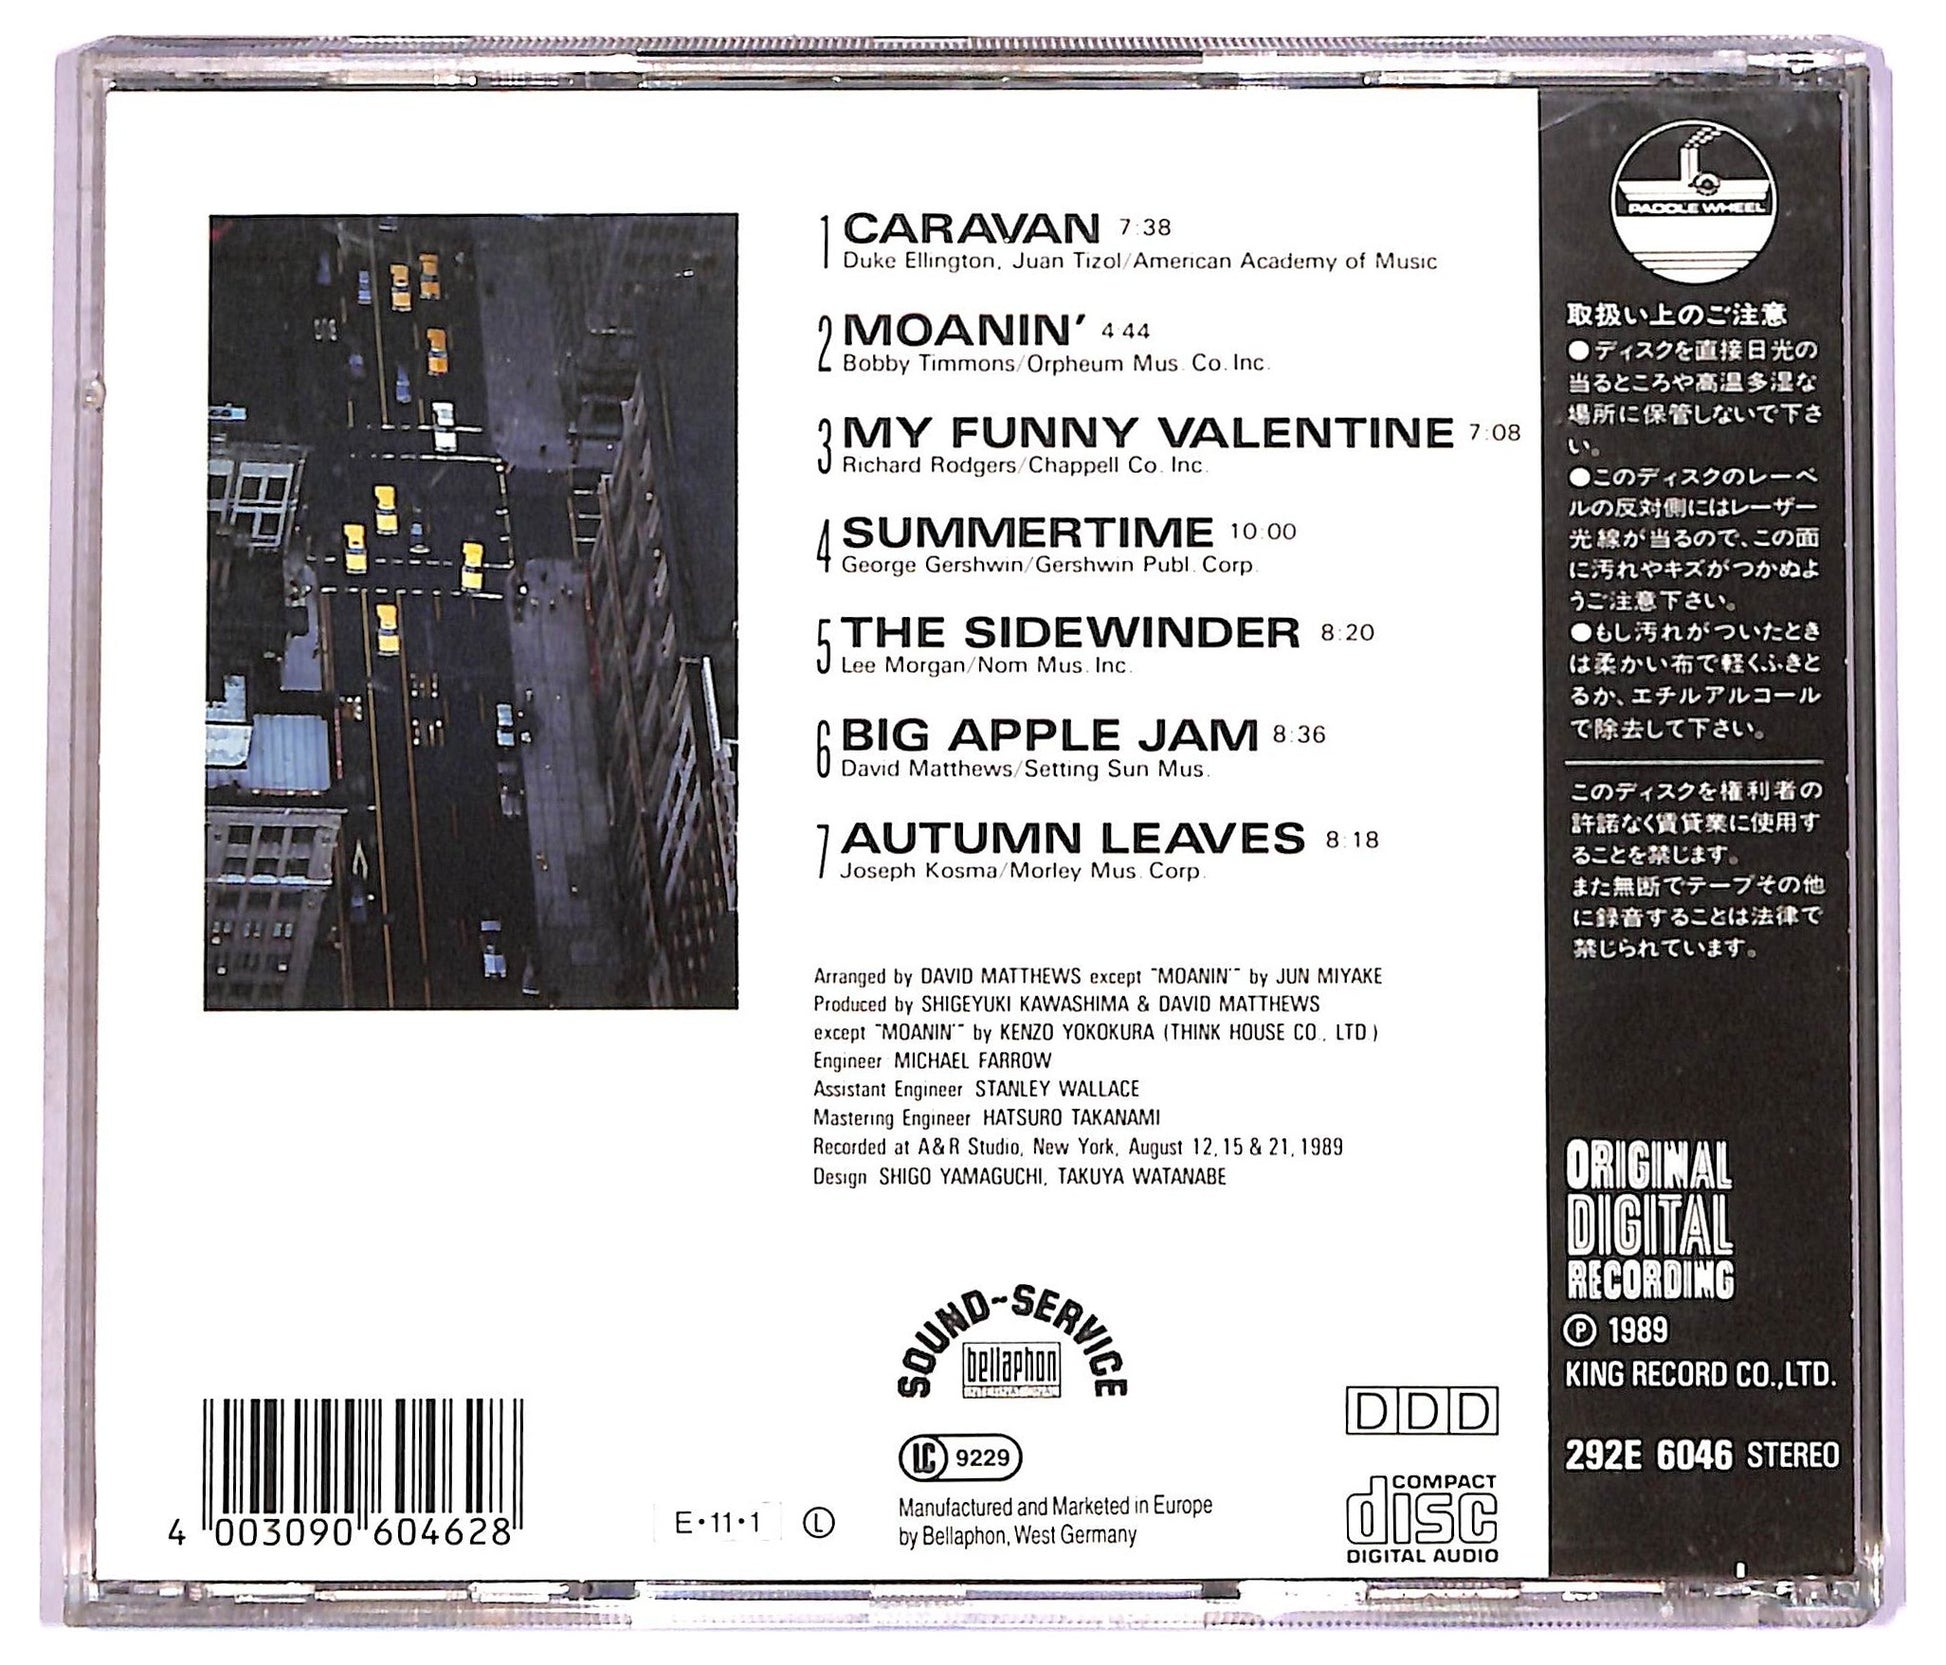 1 CARAVAN 7:38
Duke Ellington, Juan Tizol/American Academy of Music
2 MOANIN' 4:44
Bobby Timmons/Orpheum Mus. Co. Inc.
3 MY FUNNY VALENTINE 7:08
Richard Rodgers/Chappell Co. Inc.
4 SUMMERTIME 10:00
George Gershwin/Gershwin Publ. Corp.
5 THE SIDEWINDER 8:20
Lee Morgan/Nom Mus. Inc.
6 BIG APPLE JAM 8:36
David Matthews/Setting Sun Mus.
7 AUTUMN LEAVES 8:18
Joseph Kosma/Morley Mus. Corp.
Arranged by DAVID MATTHEWS except "MOANIN'" by JUN MIYAKE
Produced by SHIGEYUKI KAWASHIMA & DAVID MATTHEWS
except "MOANIN'" by KENZO YOKOKURA (THINK HOUSE CO., LTD.)
Engineer MICHAEL FARROW
Assistant Engineer STANLEY WALLACE
Mastering Engineer HATSURO TAKANAMI
Recorded at A&R Studio, New York, August 12, 15 & 21, 1989
Design SHIGO YAMAGUCHI, TAKUYA WATANABE
SOUND~SERVICE
bellaphon
LC 9229
Manufactured and Marketed in Europe
by Bellaphon, West Germany
4 003090 604628
E・11・1 Ⓛ
DDD
COMPACT
disc
DIGITAL AUDIO
PADDLE WHEEL
取扱い上のご注意
●ディスクを直接日光の
当るところや高温多湿な
場所に保管しないで下さ
い。
●このディスクのレーベ
ルの反対側にはレーザー
光線が当るので、この面
に汚れやキズがつかぬよ
うご注意下さい。
●もし汚れがついたとき
は柔かい布で軽くふきと
るか、エチルアルコール
で除去して下さい。
このディスクを権利者の
許諾なく賃貸業に使用す
ることを禁じます。
また無断でテープその他
に録音することは法律で
禁じられています。
ORIGINAL
DIGITAL
RECORDING
Ⓟ 1989
KING RECORD CO.,LTD.
292E 6046 STEREO